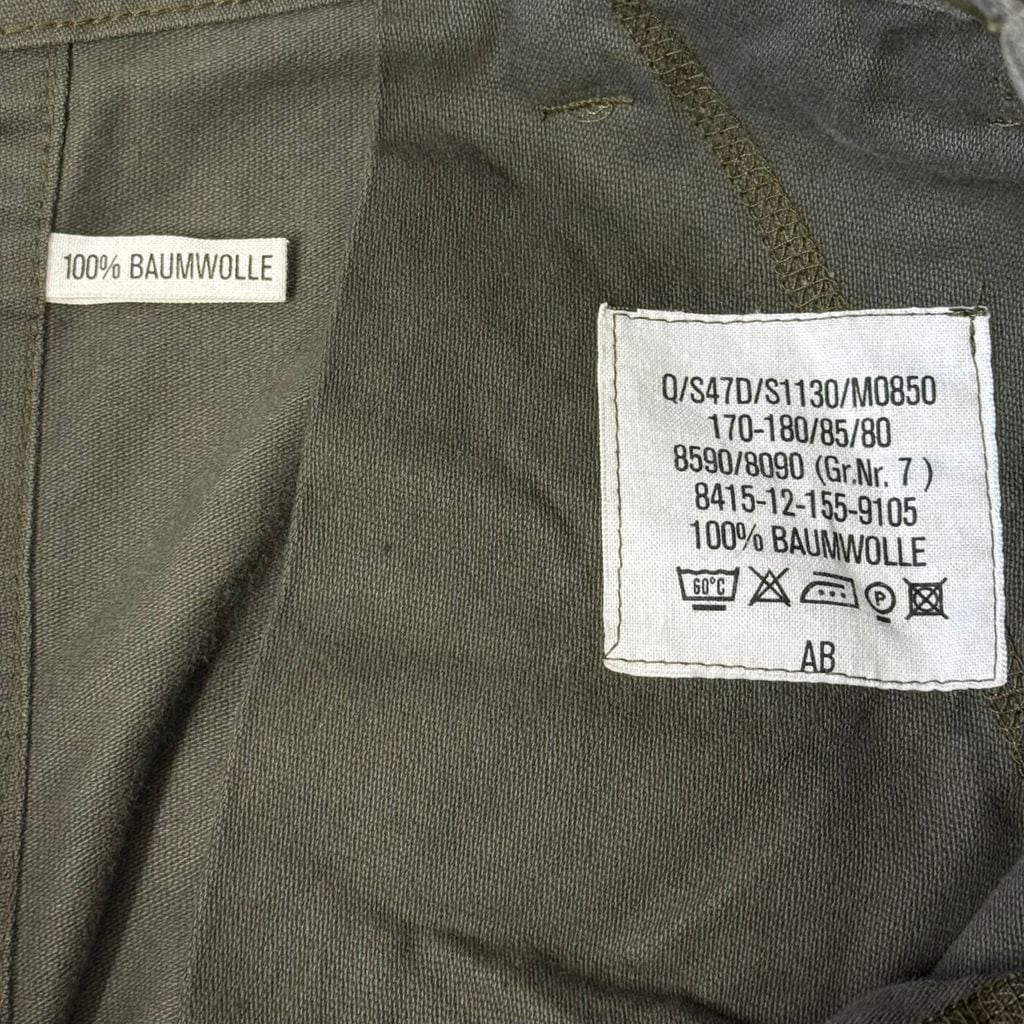 100% BAUMWOLLE
Q/S47D/S1130/M0850
170-180/85/80
8590/8090 (Gr.Nr. 7 )
8415-12-155-9105
100% BAUMWOLLE
60°C P
AB